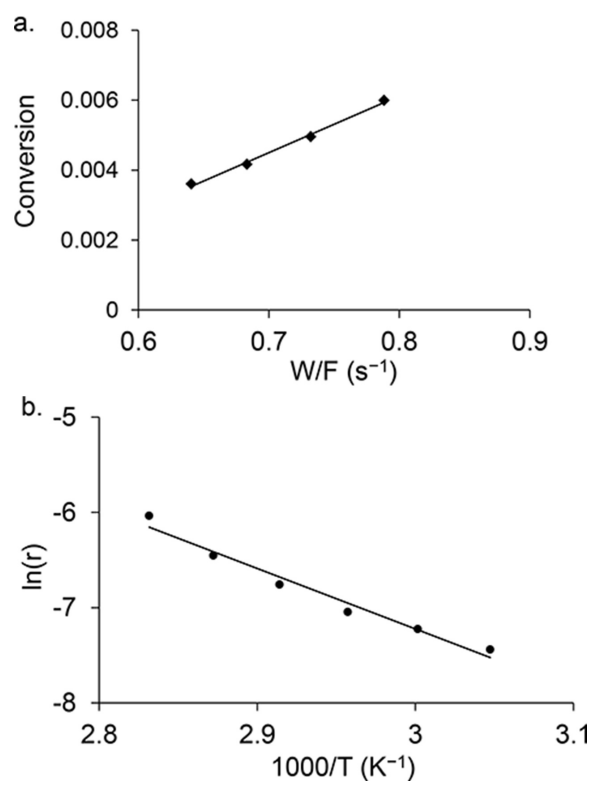 a.
0.008
0.006
0.004
0.002
0
Conversion
0.6 0.7 0.8 0.9
W/F (s⁻¹)
b.
-5
-6
-7
-8
ln(r)
2.8 2.9 3 3.1
1000/T (K⁻¹)